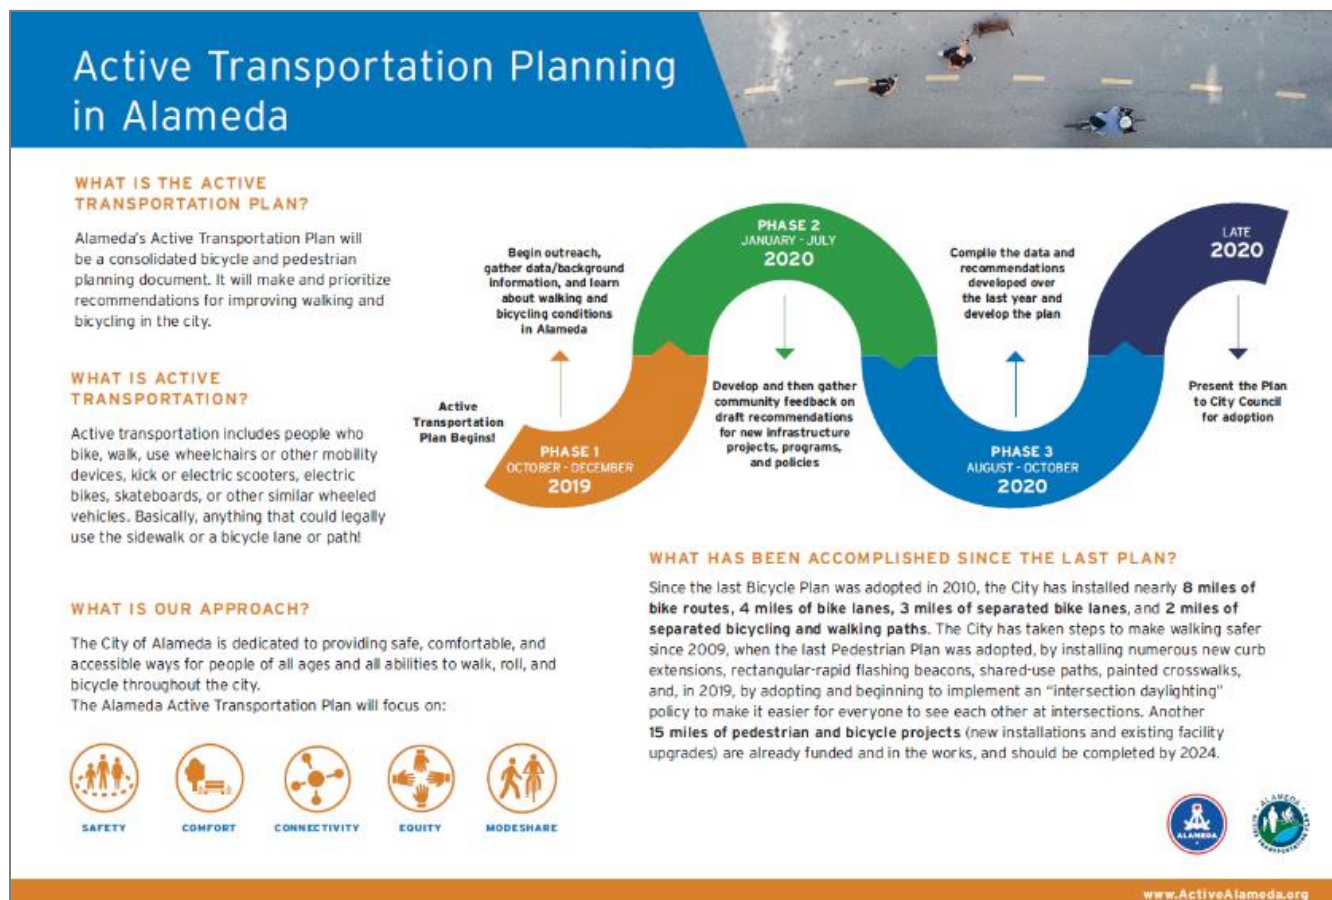 Active Transportation Planning
in Alameda
WHAT IS THE ACTIVE
TRANSPORTATION PLAN?
Alameda's Active Transportation Plan will
be a consolidated bicycle and pedestrian
planning document. It will make and prioritize
recommendations for improving walking and
bicycling in the city.
WHAT IS ACTIVE
TRANSPORTATION?
Active transportation includes people who
bike, walk, use wheelchairs or other mobility
devices, kick or electric scooters, electric
bikes, skateboards, or other similar wheeled
vehicles. Basically, anything that could legally
use the sidewalk or a bicycle lane or path!
WHAT IS OUR APPROACH?
The City of Alameda is dedicated to providing safe, comfortable, and
accessible ways for people of all ages and all abilities to walk, roll, and
bicycle throughout the city.
The Alameda Active Transportation Plan will focus on:
SAFETY
COMFORT
CONNECTIVITY
EQUITY
MODESHARE
Active
Transportation
Plan Begins!
PHASE 1
OCTOBER - DECEMBER
2019
Begin outreach,
gather data/background
information, and learn
about walking and
bicycling conditions
in Alameda
PHASE 2
JANUARY - JULY
2020
Develop and then gather
community feedback on
draft recommendations
for new infrastructure
projects, programs,
and policies
PHASE 3
AUGUST - OCTOBER
2020
Compile the data and
recommendations
developed over
the last year and
develop the plan
LATE
2020
Present the Plan
to City Council
for adoption
WHAT HAS BEEN ACCOMPLISHED SINCE THE LAST PLAN?
Since the last Bicycle Plan was adopted in 2010, the City has installed nearly 8 miles of
bike routes, 4 miles of bike lanes, 3 miles of separated bike lanes, and 2 miles of
separated bicycling and walking paths. The City has taken steps to make walking safer
since 2009, when the last Pedestrian Plan was adopted, by installing numerous new curb
extensions, rectangular-rapid flashing beacons, shared-use paths, painted crosswalks,
and, in 2019, by adopting and beginning to implement an "intersection daylighting"
policy to make it easier for everyone to see each other at intersections. Another
15 miles of pedestrian and bicycle projects (new installations and existing facility
upgrades) are already funded and in the works, and should be completed by 2024.
ALAMEDA
ALAMEDA
ACTIVE TRANSPORTATION
www.ActiveAlameda.org